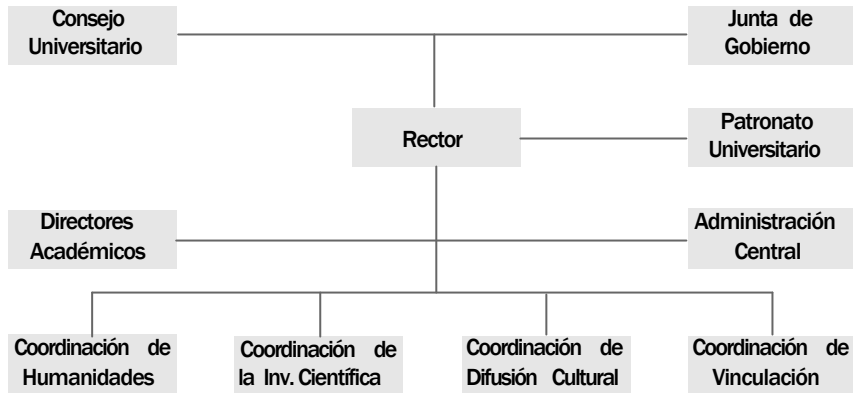 Consejo
Universitario
Junta de
Gobierno
Rector
Patronato
Universitario
Directores
Académicos
Administración
Central
Coordinación de
Humanidades
Coordinación de
la Inv. Científica
Coordinación de
Difusión Cultural
Coordinación de
Vinculación